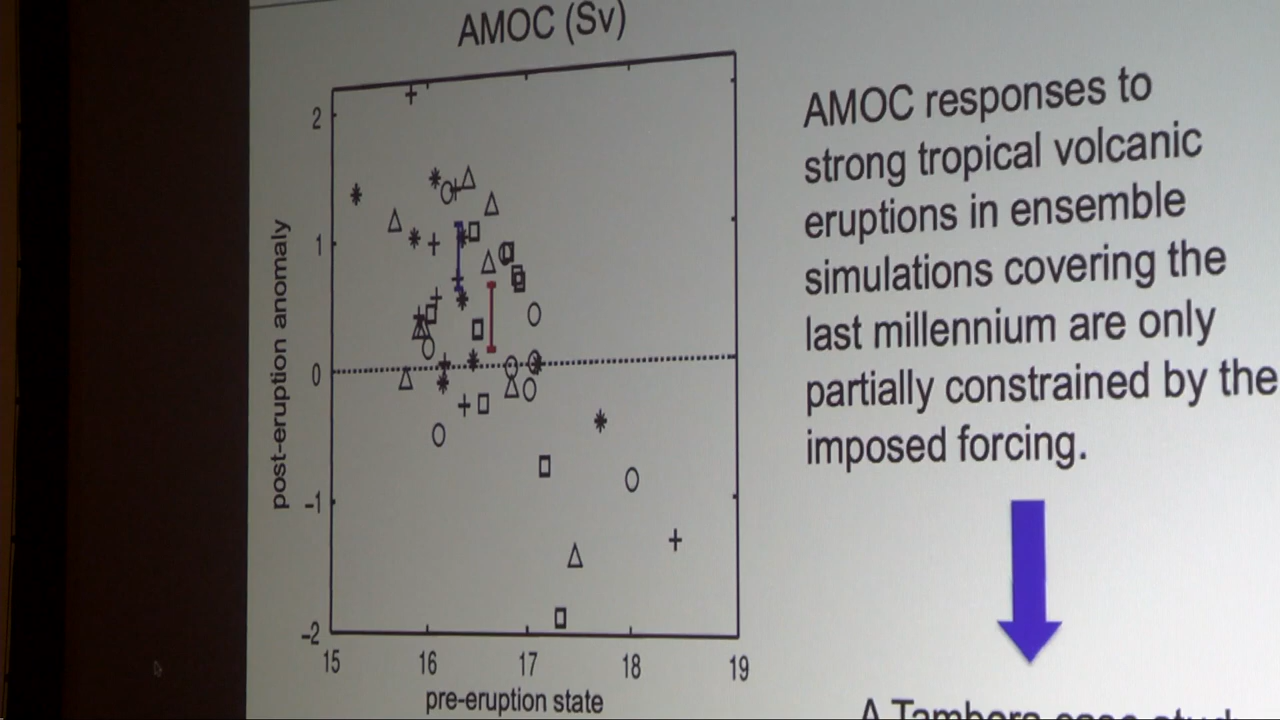 AMOC (Sv)
2
1
0
-1
-2
post-eruption anomaly
15 16 17 18 19
pre-eruption state
AMOC responses to
strong tropical volcanic
eruptions in ensemble
simulations covering the
last millennium are only
partially constrained by the
imposed forcing.
A Tambora case